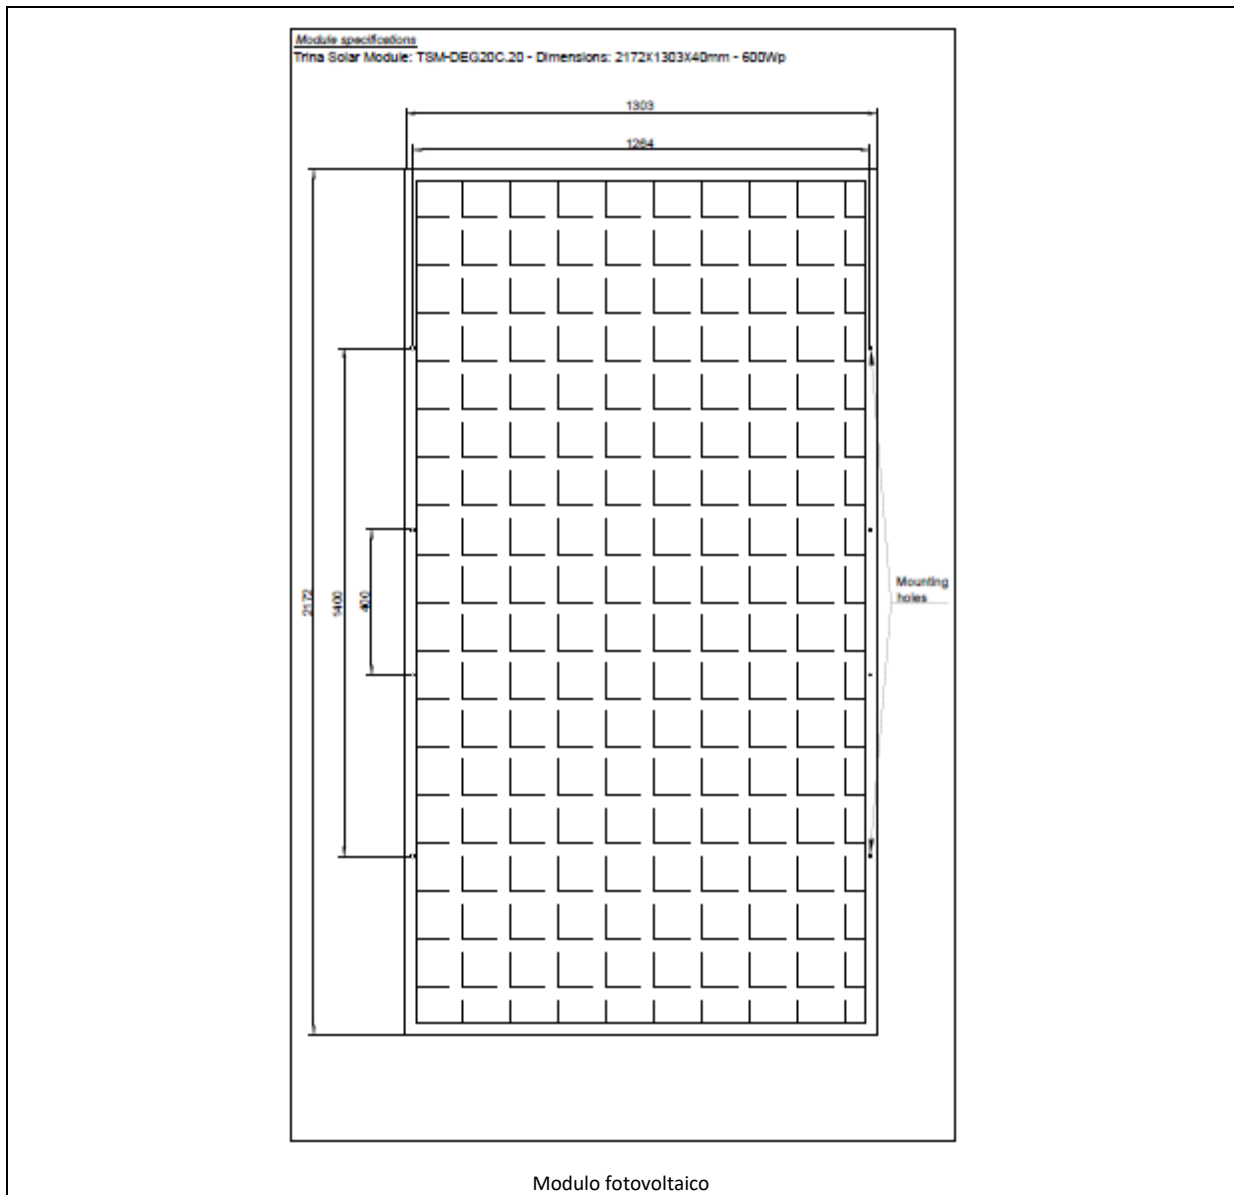 Module specifications
Trina Solar Module: TSM-DEG20C.20 - Dimensions: 2172X1303X40mm - 600Wp
1303
1264
2172
1400
400
Mounting
holes
Modulo fotovoltaico